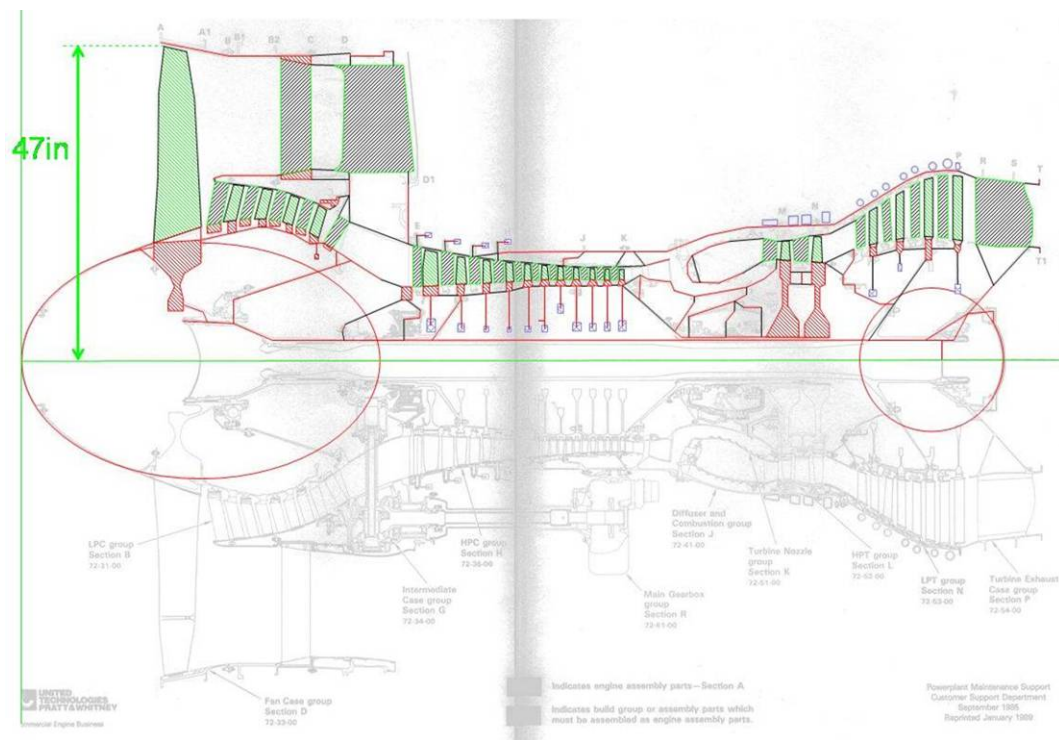 A
A1
B
B1
B2
C
D
47in
D1
E
J
K
M
N
P
R
S
T
T1
LPC group
Section B
72-31-00
HPC group
Section H
Intermediate
Case group
Section G
72-34-00
Main Gearbox
group
Section R
72-61-00
Diffuser and
Combustion group
Section J
72-41-00
Turbine Nozzle
group
Section K
72-51-00
HPT group
Section L
72-52-00
LPT group
Section N
72-53-00
Turbine Exhaust
Case group
Section P
72-54-00
Fan Case group
Section D
72-33-00
UNITED
TECHNOLOGIES
PRATT&WHITNEY
Engine Business
Indicates engine assembly parts—Section A
Indicates build group or assembly parts which
must be assembled as engine assembly parts.
Powerplant Maintenance Support
Customer Support Department
September 1985
Reprinted January 1989